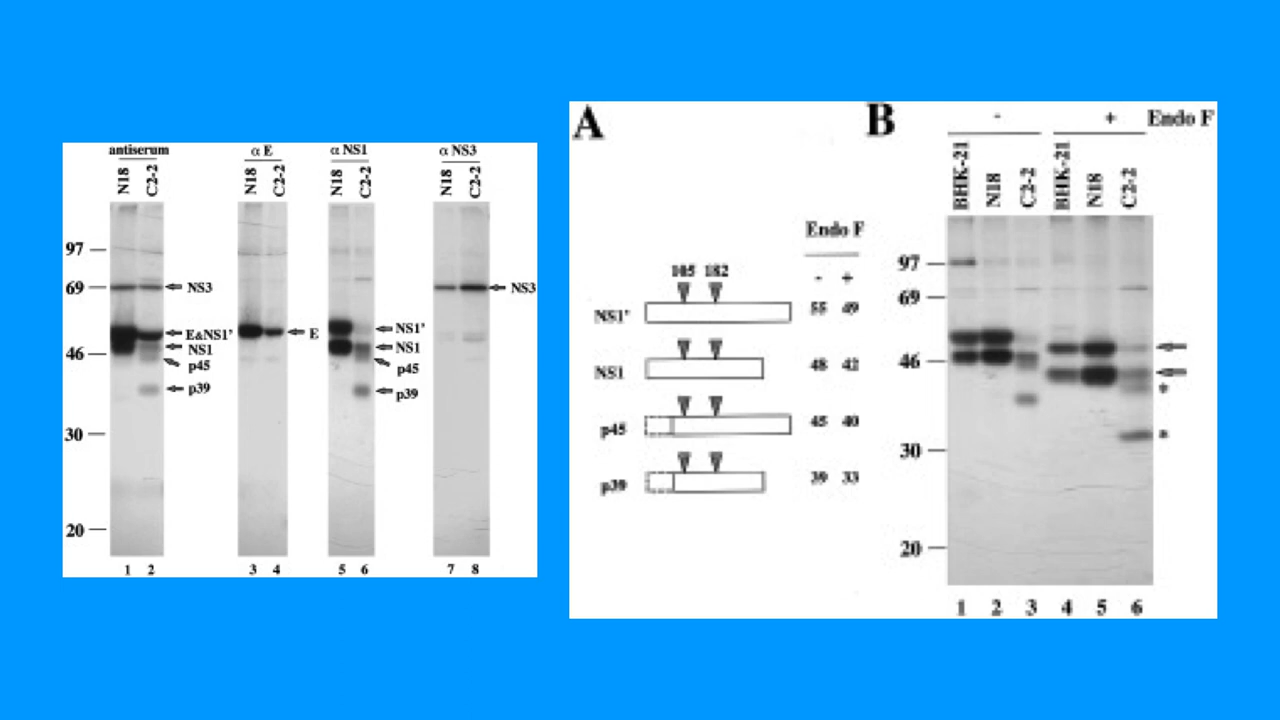 antiserum α E α NS1 α NS3
N18 C2-2 N18 C2-2 N18 C2-2 N18 C2-2
97
69 NS3 NS3
E&NS1' E NS1'
46 NS1 NS1
p45 p45
p39 p39
30
20
1 2 3 4 5 6 7 8
A
Endo F
- +
105 182
NS1' 55 49
NS1 48 42
p45 45 40
p39 39 33
B
- + Endo F
BHK-21 N18 C2-2 BHK-21 N18 C2-2
97
69
46
*
30 *
20
1 2 3 4 5 6